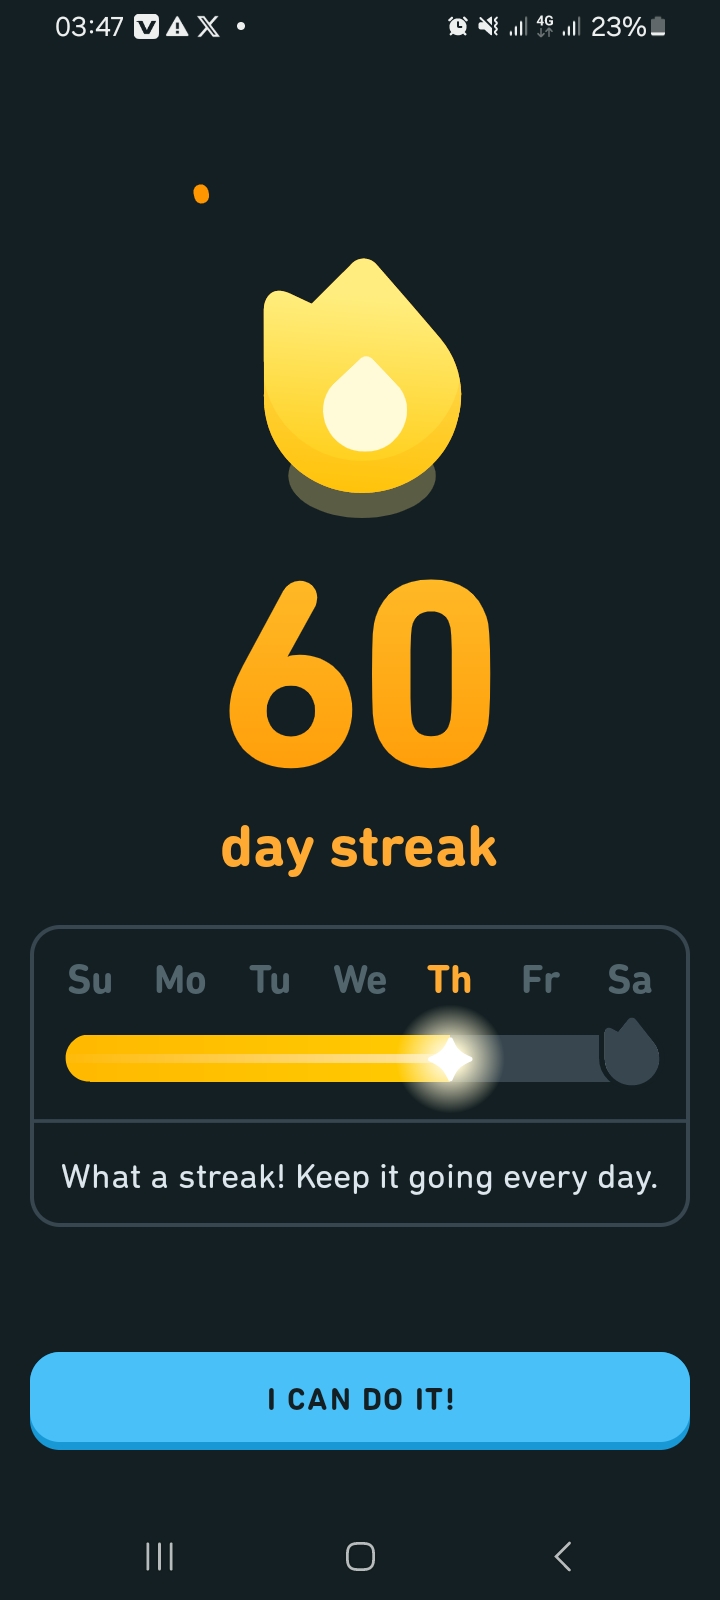 03:47 4G 23%
60
day streak
Su Mo Tu We Th Fr Sa
What a streak! Keep it going every day.
I CAN DO IT!